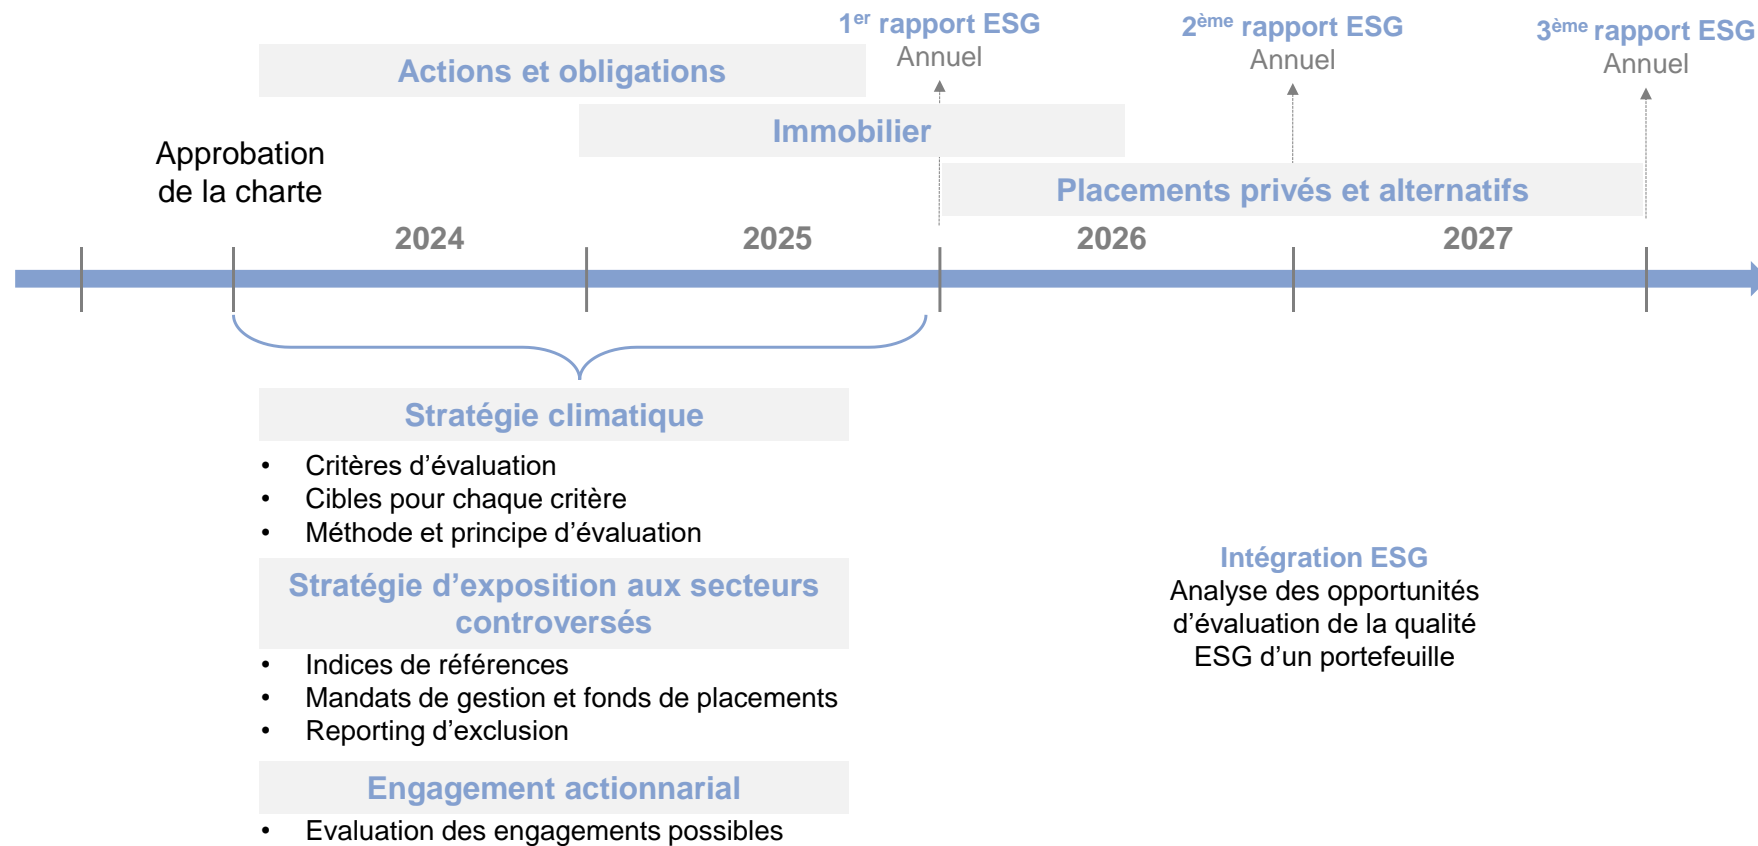 1er rapport ESG
Annuel
2ème rapport ESG
Annuel
3ème rapport ESG
Annuel
Actions et obligations
Immobilier
Placements privés et alternatifs
Approbation
de la charte
2024
2025
2026
2027
Stratégie climatique
• Critères d’évaluation
• Cibles pour chaque critère
• Méthode et principe d’évaluation
Stratégie d’exposition aux secteurs
controversés
• Indices de références
• Mandats de gestion et fonds de placements
• Reporting d’exclusion
Engagement actionnarial
• Evaluation des engagements possibles
Intégration ESG
Analyse des opportunités
d’évaluation de la qualité
ESG d’un portefeuille